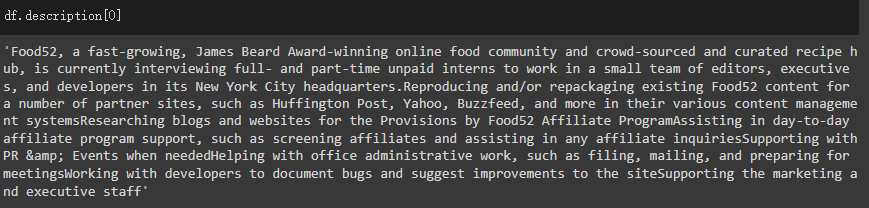 df.description[0]
'Food52, a fast-growing, James Beard Award-winning online food community and crowd-sourced and curated recipe h
ub, is currently interviewing full- and part-time unpaid interns to work in a small team of editors, executive
s, and developers in its New York City headquarters.Reproducing and/or repackaging existing Food52 content for
a number of partner sites, such as Huffington Post, Yahoo, Buzzfeed, and more in their various content manageme
nt systemsResearching blogs and websites for the Provisions by Food52 Affiliate ProgramAssisting in day-to-day
affiliate program support, such as screening affiliates and assisting in any affiliate inquiriesSupporting with
PR &amp; Events when neededHelping with office administrative work, such as filing, mailing, and preparing for
meetingsWorking with developers to document bugs and suggest improvements to the siteSupporting the marketing a
nd executive staff'